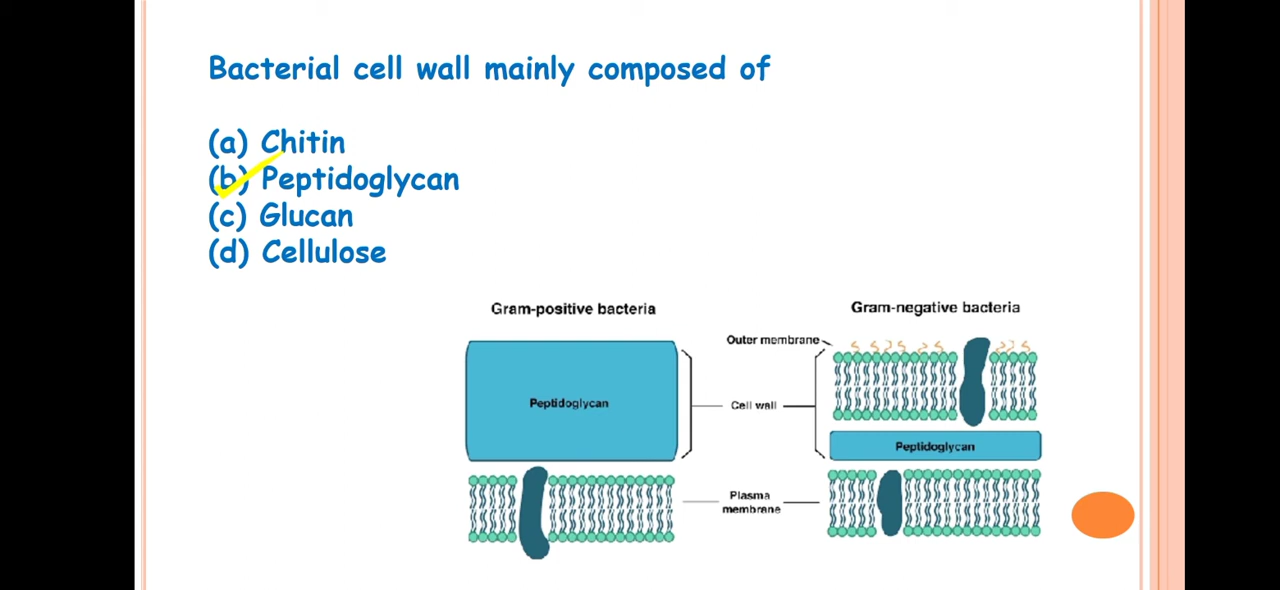 Bacterial cell wall mainly composed of
(a) Chitin
(b) Peptidoglycan
(c) Glucan
(d) Cellulose
Gram-positive bacteria
Gram-negative bacteria
Outer membrane
Peptidoglycan
Cell wall
Peptidoglycan
Plasma
membrane